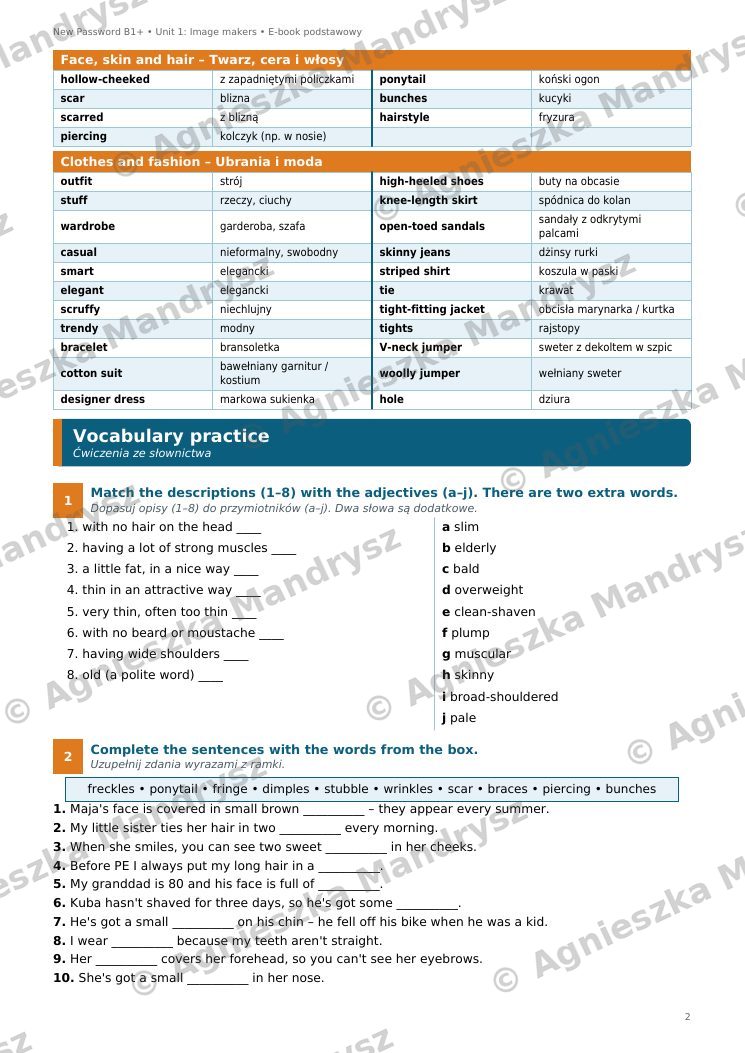 New Password B1+ • Unit 1: Image makers • E-book podstawowy
Face, skin and hair – Twarz, cera i włosy
hollow-cheeked z zapadniętymi policzkami ponytail koński ogon
scar blizna bunches kucyki
scarred z blizną hairstyle fryzura
piercing kolczyk (np. w nosie)
Clothes and fashion – Ubrania i moda
outfit strój high-heeled shoes buty na obcasie
stuff rzeczy, ciuchy knee-length skirt spódnica do kolan
wardrobe garderoba, szafa open-toed sandals sandały z odkrytymi
palcami
casual nieformalny, swobodny skinny jeans dżinsy rurki
smart elegancki striped shirt koszula w paski
elegant elegancki tie krawat
scruffy niechlujny tight-fitting jacket obcisła marynarka / kurtka
trendy modny tights rajstopy
bracelet bransoletka V-neck jumper sweter z dekoltem w szpic
cotton suit bawełniany garnitur /
kostium woolly jumper wełniany sweter
designer dress markowa sukienka hole dziura
Vocabulary practice
Ćwiczenia ze słownictwa
1 Match the descriptions (1–8) with the adjectives (a–j). There are two extra words.
Dopasuj opisy (1–8) do przymiotników (a–j). Dwa słowa są dodatkowe.
1. with no hair on the head ____
2. having a lot of strong muscles ____
3. a little fat, in a nice way ____
4. thin in an attractive way ____
5. very thin, often too thin ____
6. with no beard or moustache ____
7. having wide shoulders ____
8. old (a polite word) ____
a slim
b elderly
c bald
d overweight
e clean-shaven
f plump
g muscular
h skinny
i broad-shouldered
j pale
2 Complete the sentences with the words from the box.
Uzupełnij zdania wyrazami z ramki.
freckles • ponytail • fringe • dimples • stubble • wrinkles • scar • braces • piercing • bunches
1. Maja's face is covered in small brown __________ – they appear every summer.
2. My little sister ties her hair in two __________ every morning.
3. When she smiles, you can see two sweet __________ in her cheeks.
4. Before PE I always put my long hair in a __________.
5. My granddad is 80 and his face is full of __________.
6. Kuba hasn't shaved for three days, so he's got some __________.
7. He's got a small __________ on his chin – he fell off his bike when he was a kid.
8. I wear __________ because my teeth aren't straight.
9. Her __________ covers her forehead, so you can't see her eyebrows.
10. She's got a small __________ in her nose.
2
© Agnieszka Mandrysz